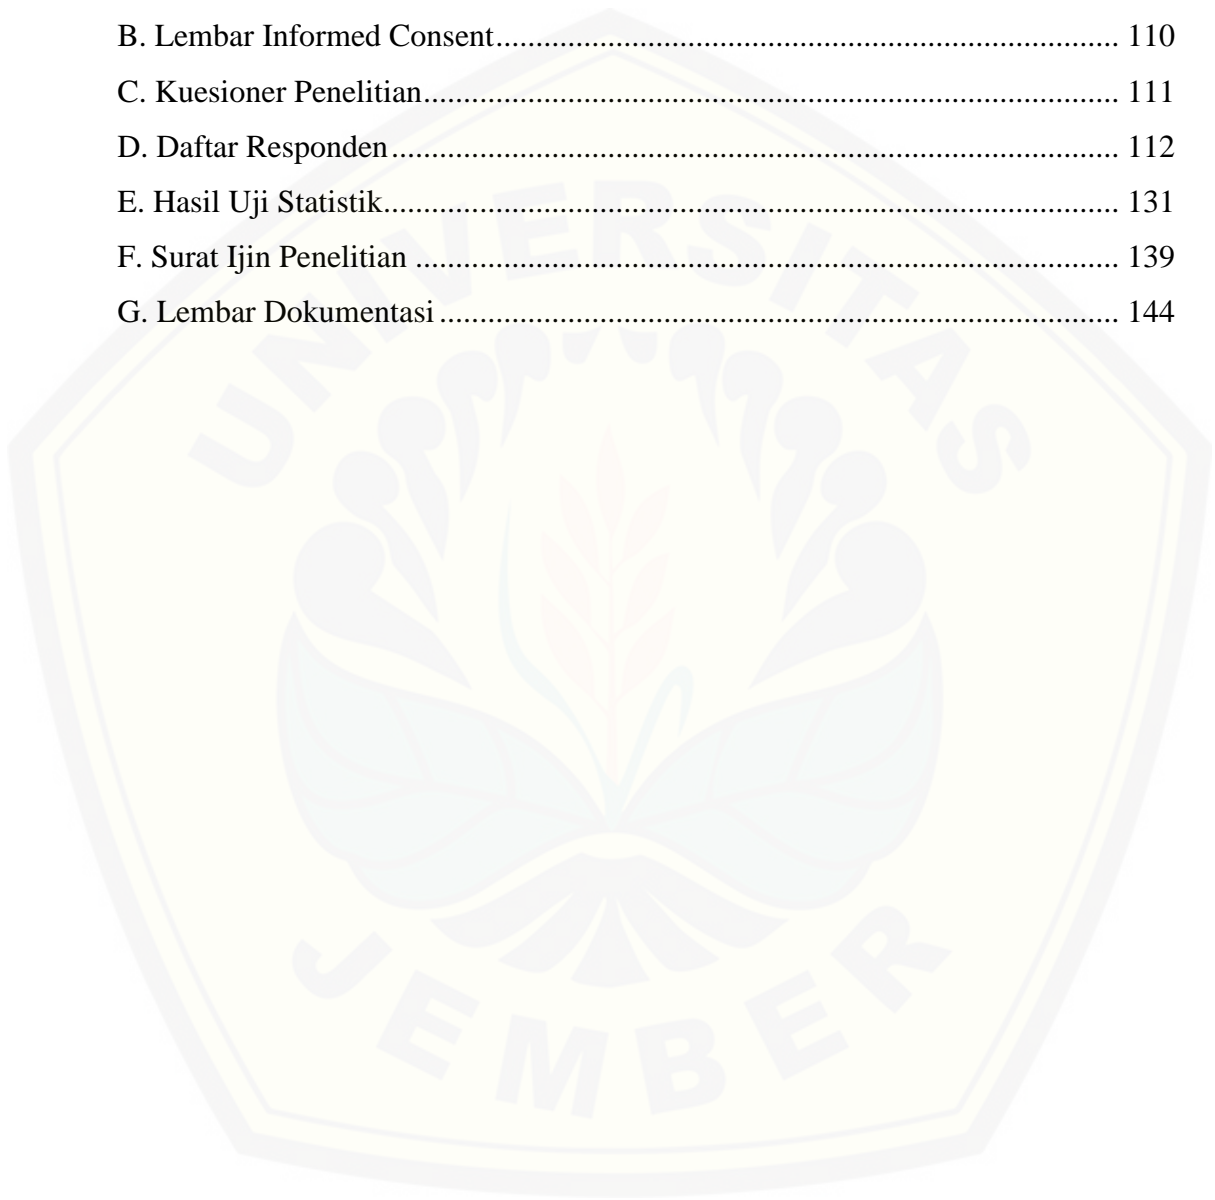 B. Lembar Informed Consent............................................................................. 110
C. Kuesioner Penelitian...................................................................................... 111
D. Daftar Responden.......................................................................................... 112
E. Hasil Uji Statistik........................................................................................... 131
F. Surat Ijin Penelitian ....................................................................................... 139
G. Lembar Dokumentasi .................................................................................... 144
UNIVERSITAS
JEMBER